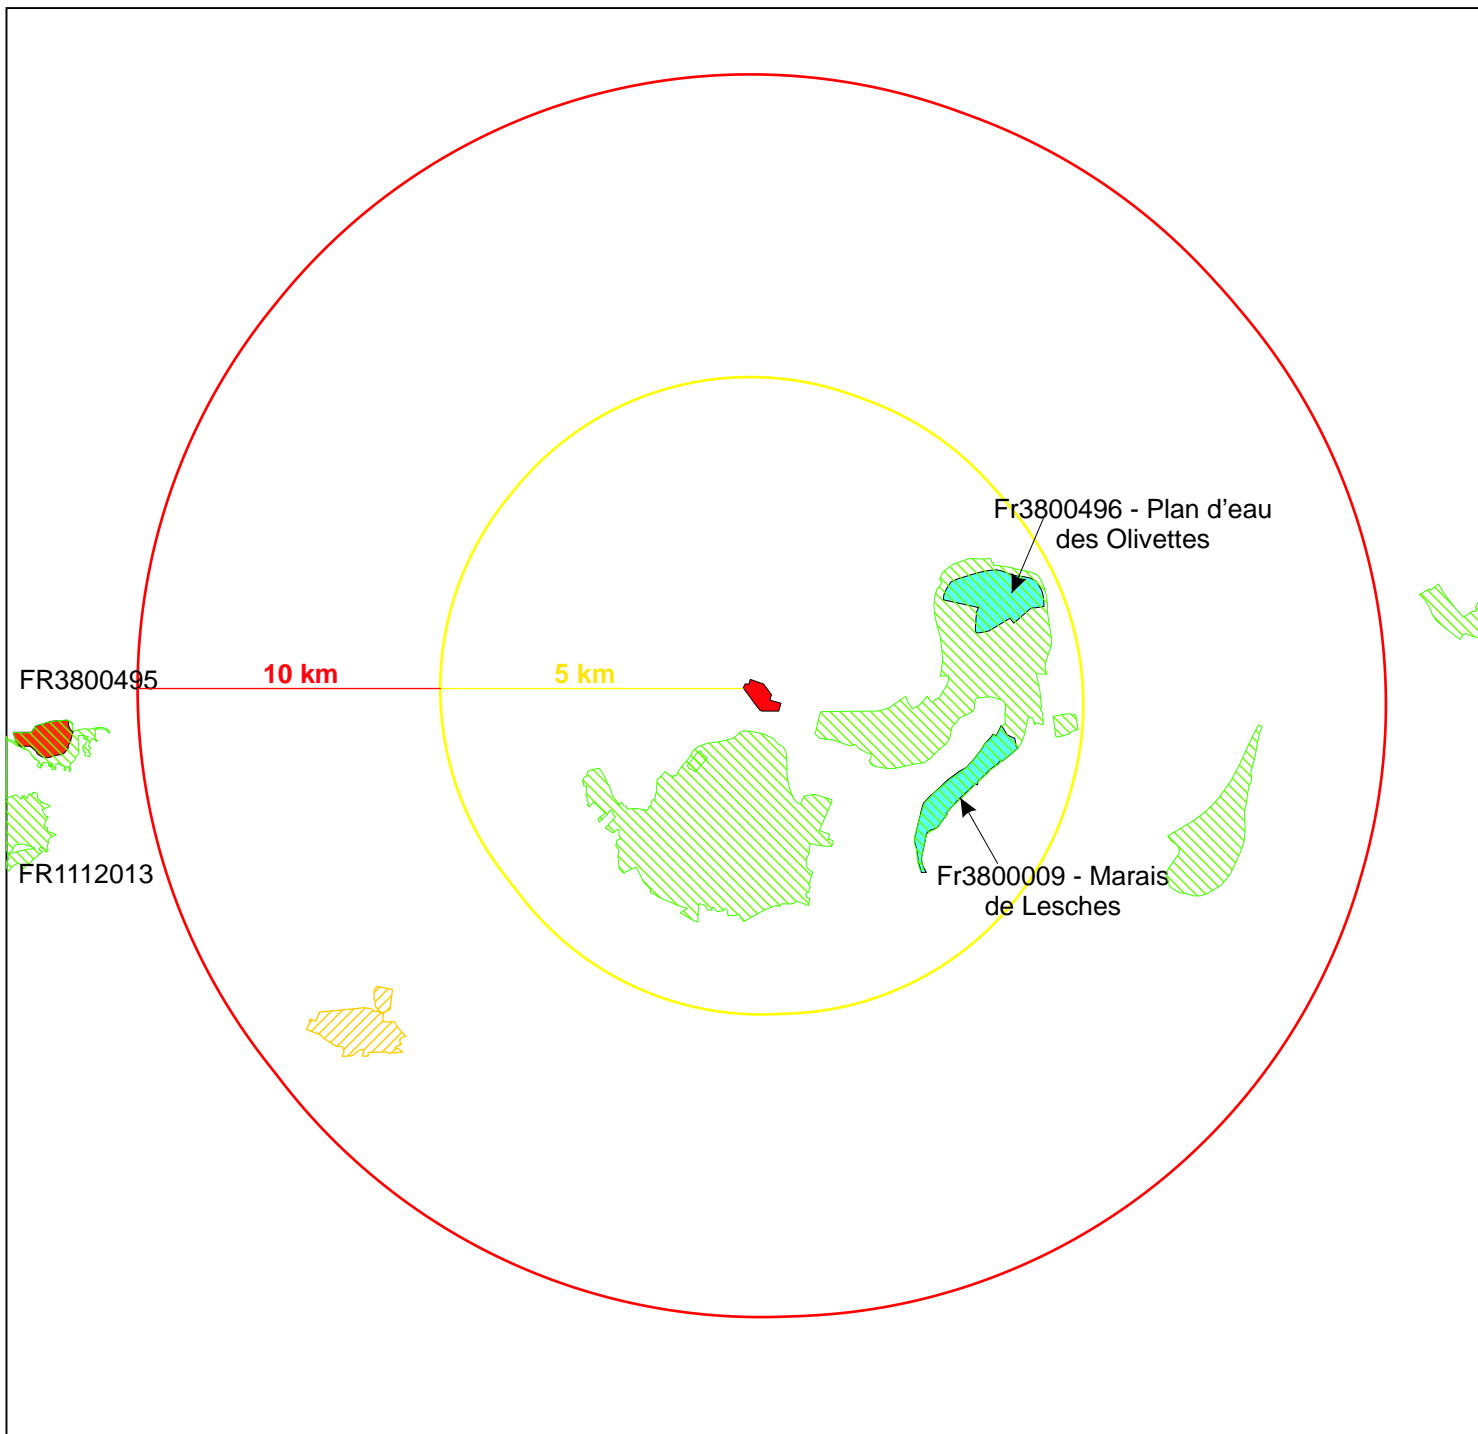 Fr3800496 - Plan d’eau
des Olivettes
FR3800495
10 km
5 km
FR1112013
Fr3800009 - Marais
de Lesches